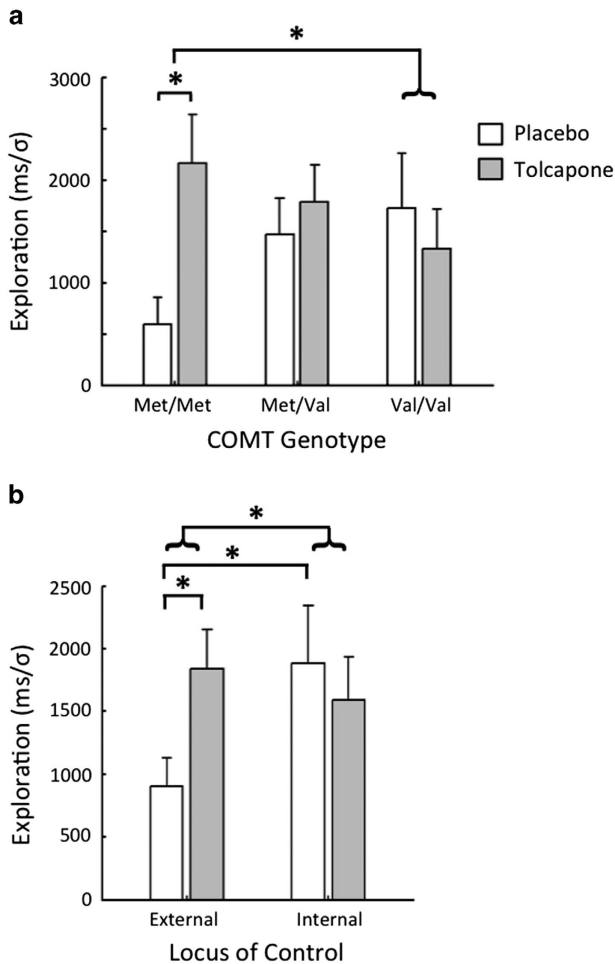 a
*
*
3000
2000
1000
0
Exploration (ms/σ)
Placebo
Tolcapone
Met/Met Met/Val Val/Val
COMT Genotype
b
*
*
*
2500
2000
1500
1000
500
0
Exploration (ms/σ)
External Internal
Locus of Control